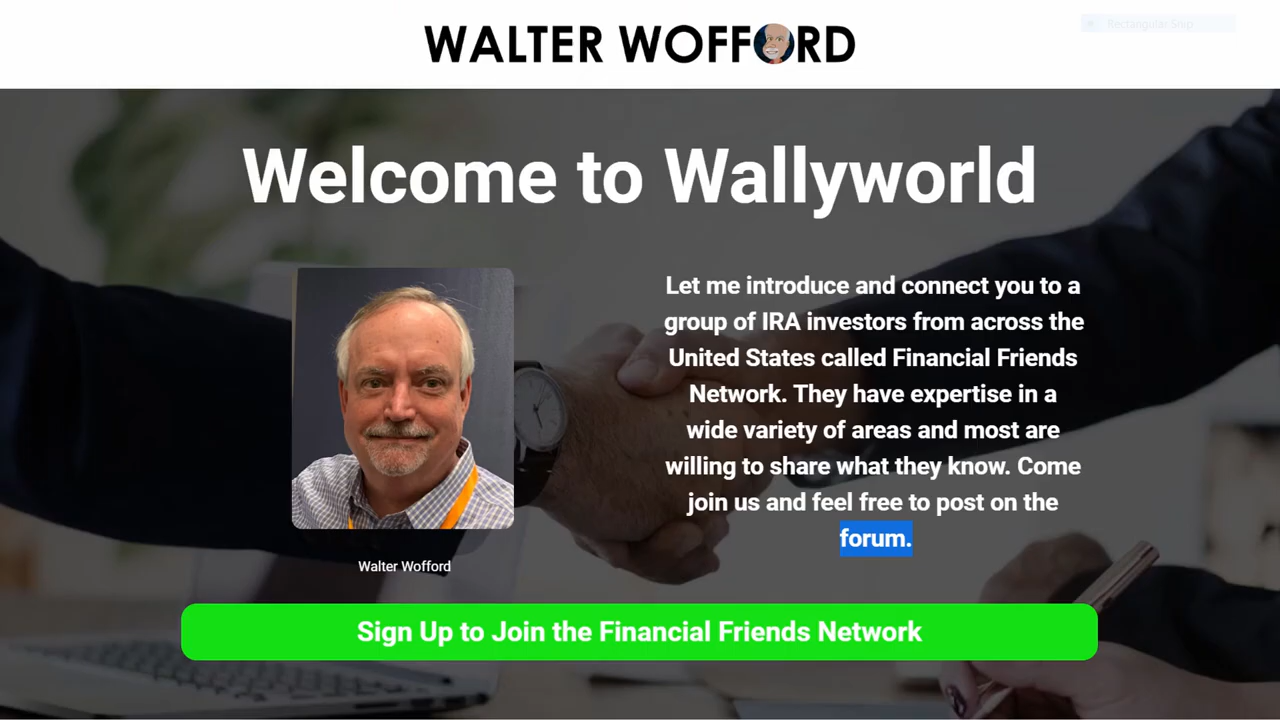 WALTER WOFFORD
Rectangular Snip
Welcome to Wallyworld
Let me introduce and connect you to a
group of IRA investors from across the
United States called Financial Friends
Network. They have expertise in a
wide variety of areas and most are
willing to share what they know. Come
join us and feel free to post on the
forum.
Walter Wofford
Sign Up to Join the Financial Friends Network